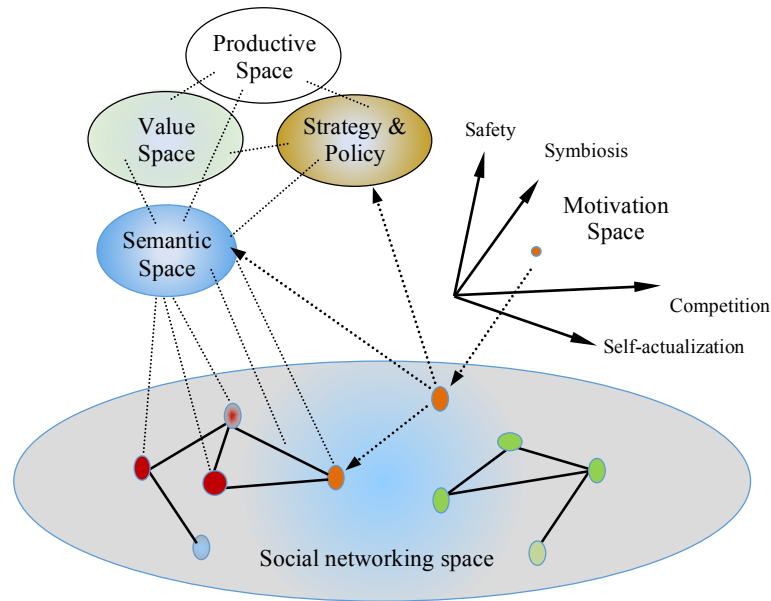 Productive
Space
Value
Space
Strategy &
Policy
Safety
Symbiosis
Motivation
Space
Semantic
Space
Competition
Self-actualization
Social networking space